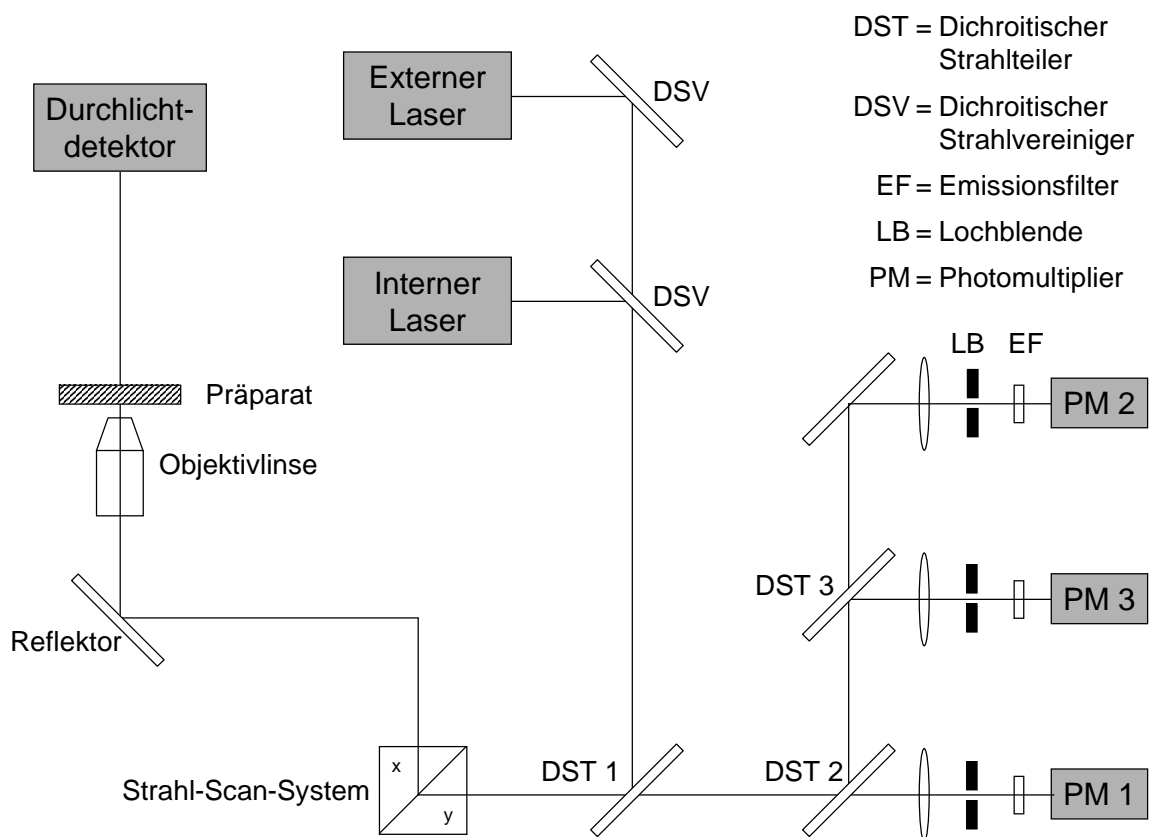 DST = Dichroitischer
Strahlteiler
DSV = Dichroitischer
Strahlvereiniger
EF = Emissionsfilter
LB = Lochblende
PM = Photomultiplier
Durchlicht-
detektor
Externer
Laser
DSV
Interner
Laser
DSV
Präparat
Objektivlinse
Reflektor
LB
EF
PM 2
DST 3
PM 3
Strahl-Scan-System
x
y
DST 1
DST 2
PM 1